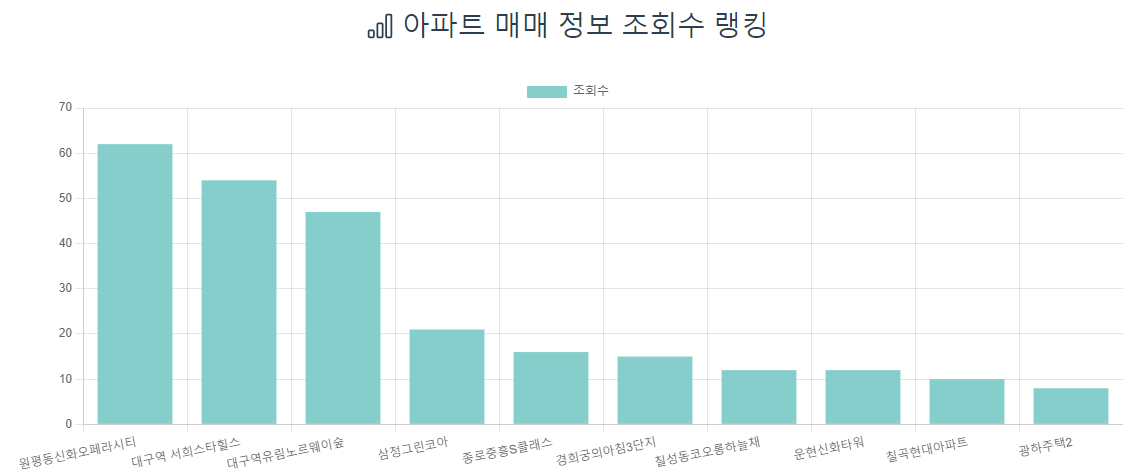 아파트 매매 정보 조회수 랭킹
조회수
70
60
50
40
30
20
10
0
원평동신화오페라시티
대구역 서희스타힐스
대구역유림노르웨이숲
삼정그린코아
종로중흥S클래스
경희궁의아침3단지
칠성동코오롱하늘채
운현신화타워
칠곡현대아파트
광하주택2